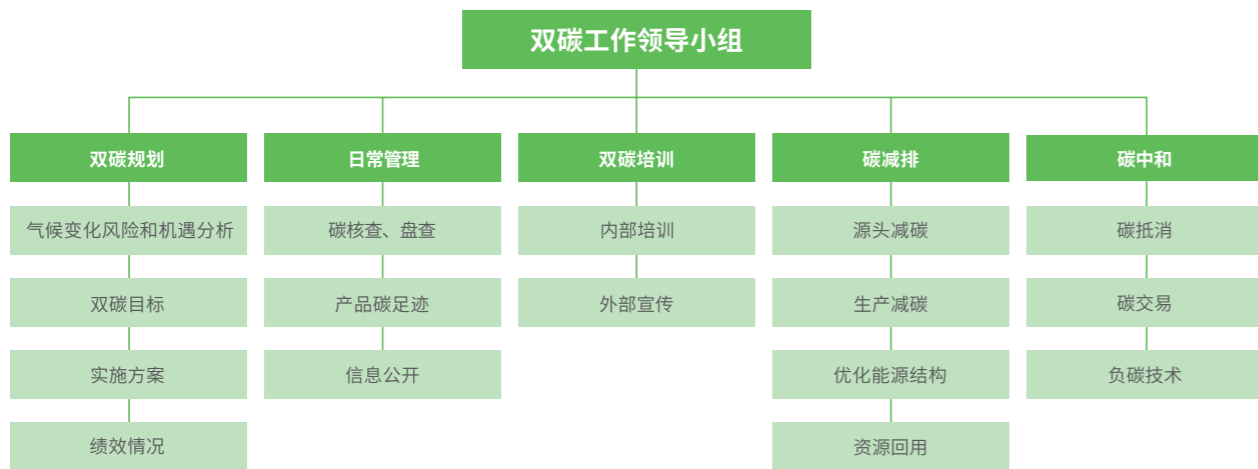 双碳工作领导小组
双碳规划
气候变化风险和机遇分析
双碳目标
实施方案
绩效情况
日常管理
碳核查、盘查
产品碳足迹
信息公开
双碳培训
内部培训
外部宣传
碳减排
源头减碳
生产减碳
优化能源结构
资源回用
碳中和
碳抵消
碳交易
负碳技术